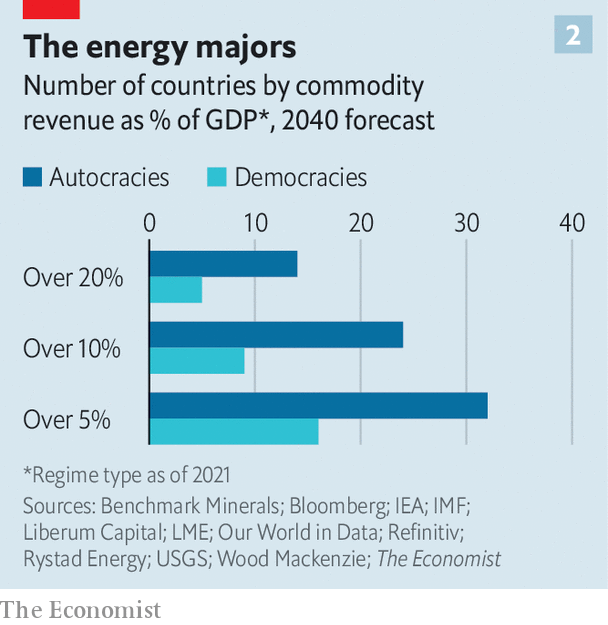 The energy majors
2
Number of countries by commodity
revenue as % of GDP*, 2040 forecast
Autocracies
Democracies
0 10 20 30 40
Over 20%
Over 10%
Over 5%
*Regime type as of 2021
Sources: Benchmark Minerals; Bloomberg; IEA; IMF;
Liberum Capital; LME; Our World in Data; Refinitiv;
Rystad Energy; USGS; Wood Mackenzie; The Economist
The Economist